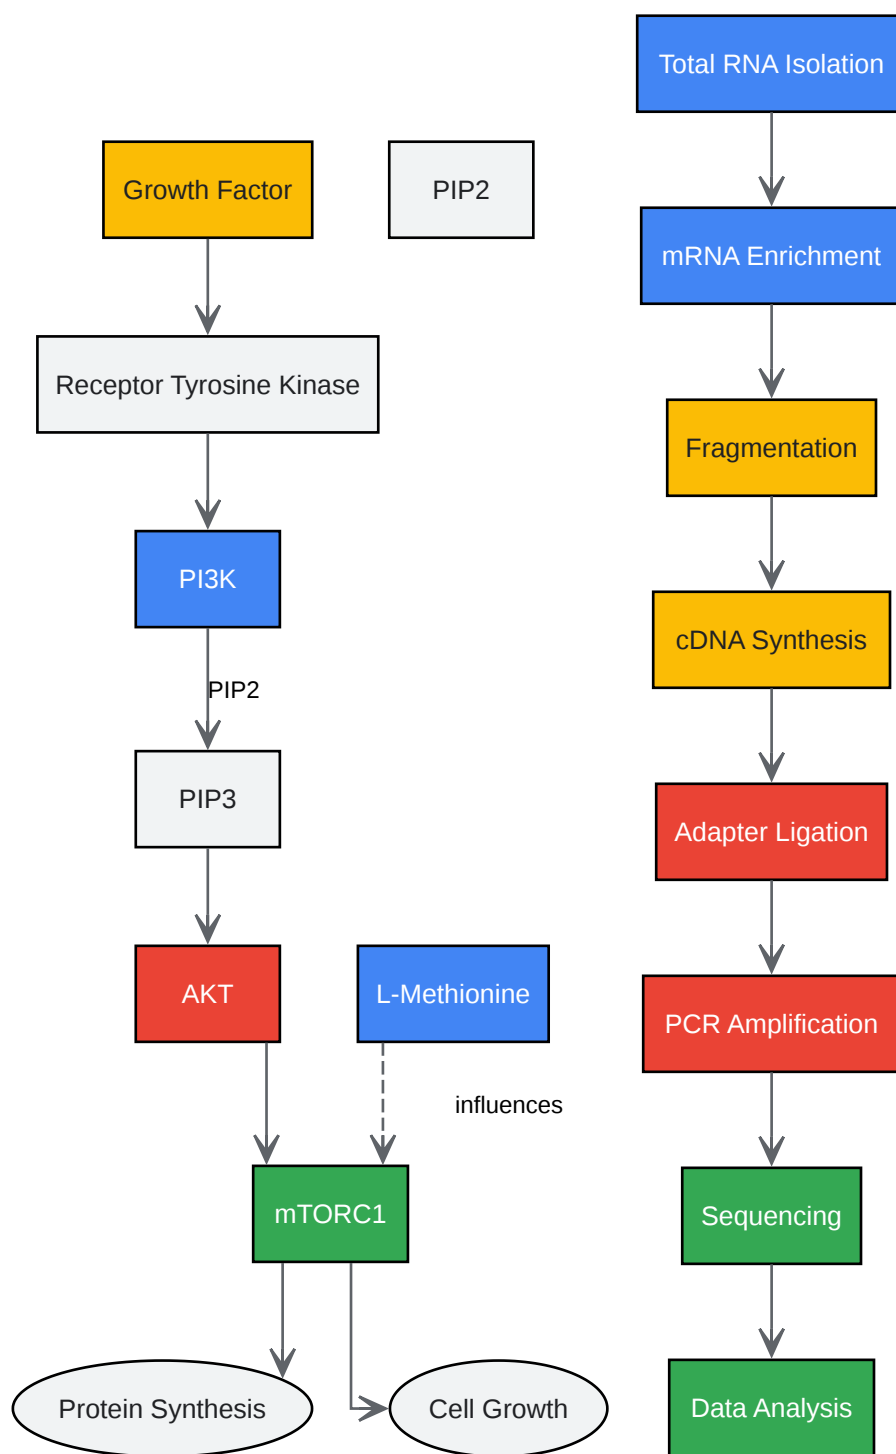 Growth Factor
PIP2
Receptor Tyrosine Kinase
PI3K
PIP2
PIP3
AKT
L-Methionine
influences
mTORC1
Protein Synthesis
Cell Growth
Total RNA Isolation
mRNA Enrichment
Fragmentation
cDNA Synthesis
Adapter Ligation
PCR Amplification
Sequencing
Data Analysis